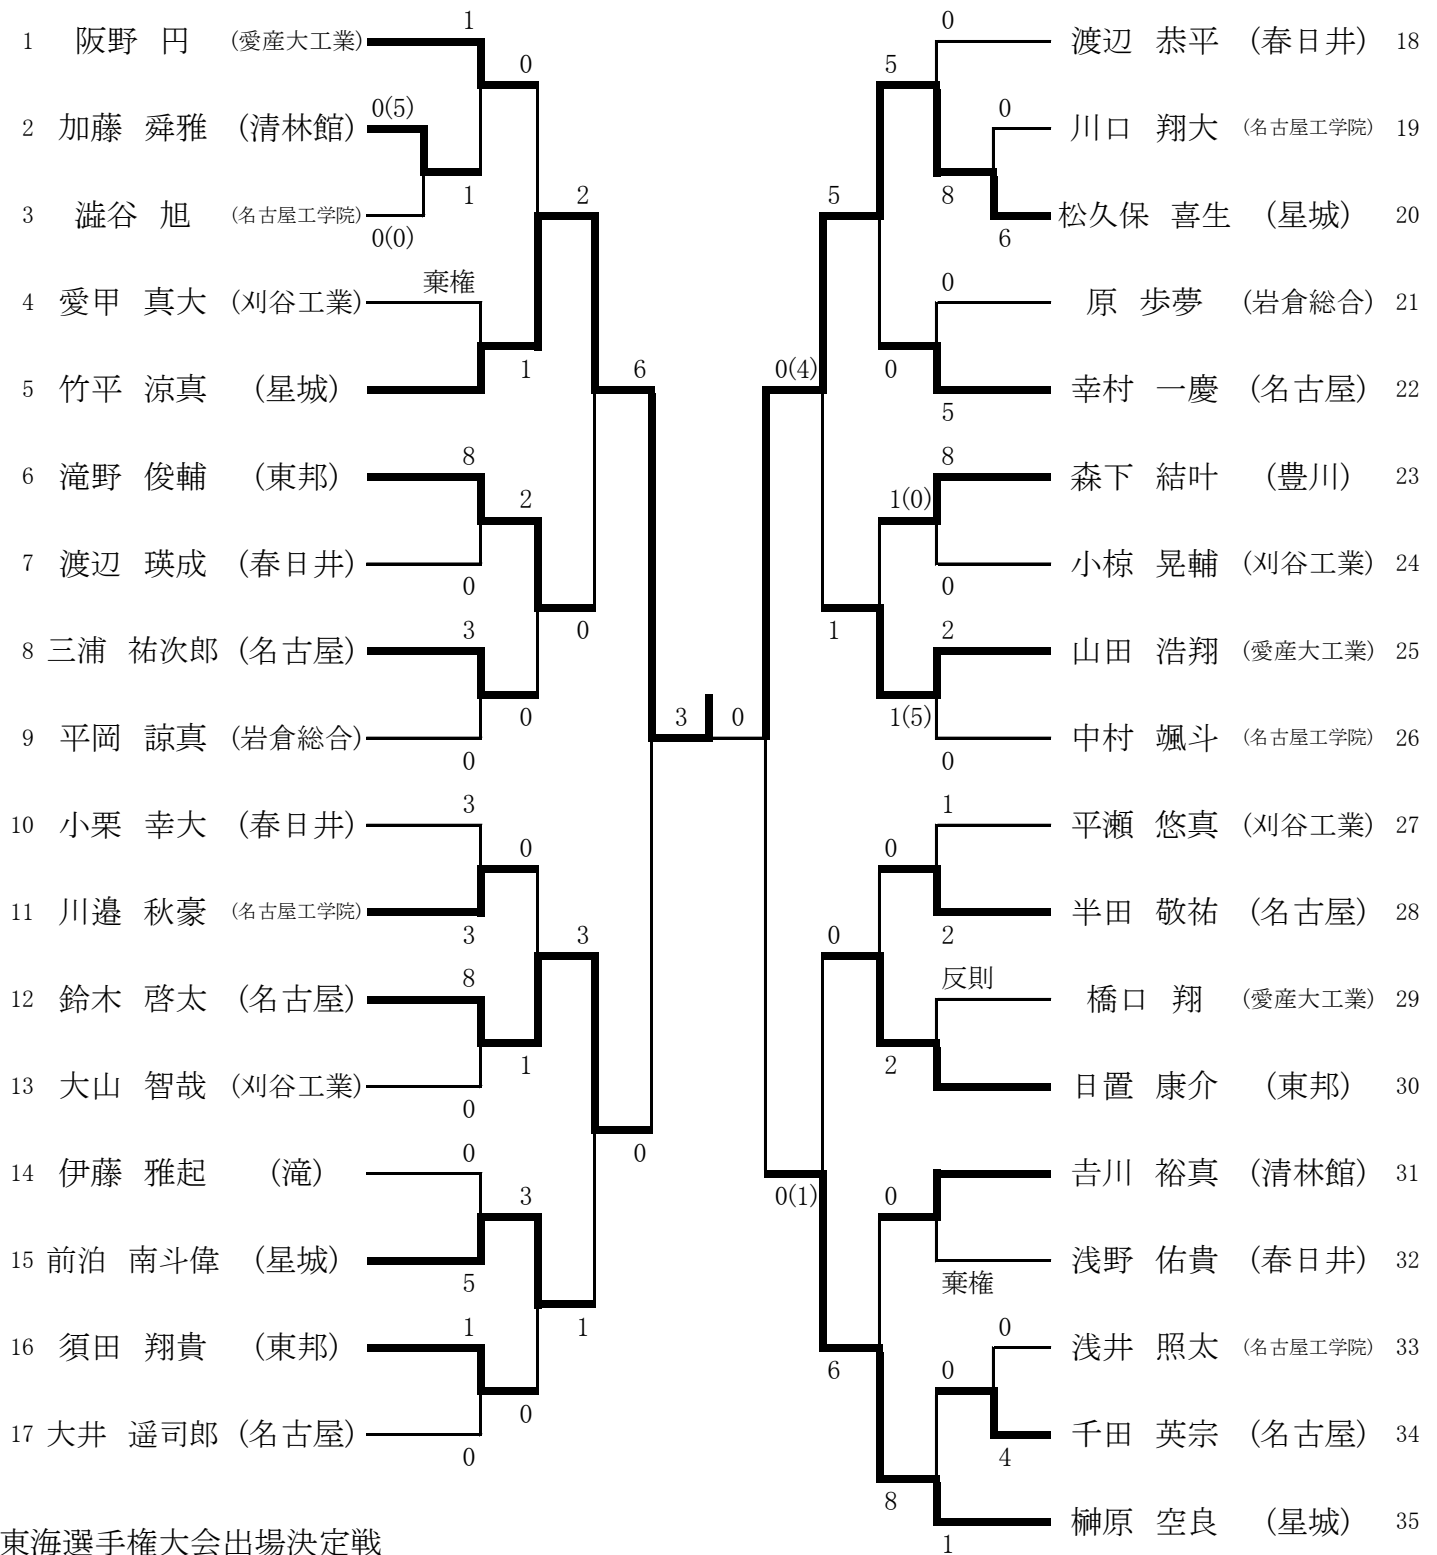 1 阪野 円 (愛産大工業)
1
0
2 加藤 舜雅 (清林館)
0(5)
1
3 澁谷 旭 (名古屋工学院)
0(0)
2
4 愛甲 真大 (刈谷工業)
棄権
5 竹平 涼真 (星城)
1
6
6 滝野 俊輔 (東邦)
8
2
7 渡辺 瑛成 (春日井)
0
8 三浦 祐次郎 (名古屋)
3
0
0
9 平岡 諒真 (岩倉総合)
0
3
0
10 小栗 幸大 (春日井)
3
0
11 川邉 秋豪 (名古屋工学院)
3
3
12 鈴木 啓太 (名古屋)
8
1
13 大山 智哉 (刈谷工業)
0
14 伊藤 雅起 (滝)
0
0
3
15 前泊 南斗偉 (星城)
5
16 須田 翔貴 (東邦)
1
1
0
17 大井 遥司郎 (名古屋)
0
0
渡辺 恭平 (春日井) 18
5
0
川口 翔大 (名古屋工学院) 19
5
8
松久保 喜生 (星城) 20
6
0
原 歩夢 (岩倉総合) 21
0(4)
0
幸村 一慶 (名古屋) 22
5
8
森下 結叶 (豊川) 23
1(0)
小椋 晃輔 (刈谷工業) 24
0
1
2
山田 浩翔 (愛産大工業) 25
1(5)
中村 颯斗 (名古屋工学院) 26
0
1
平瀬 悠真 (刈谷工業) 27
0
半田 敬祐 (名古屋) 28
0
2
反則
橋口 翔 (愛産大工業) 29
2
日置 康介 (東邦) 30
𠮷川 裕真 (清林館) 31
0(1)
0
浅野 佑貴 (春日井) 32
棄権
0
浅井 照太 (名古屋工学院) 33
6
0
千田 英宗 (名古屋) 34
4
8
榊原 空良 (星城) 35
1
東海選手権大会出場決定戦